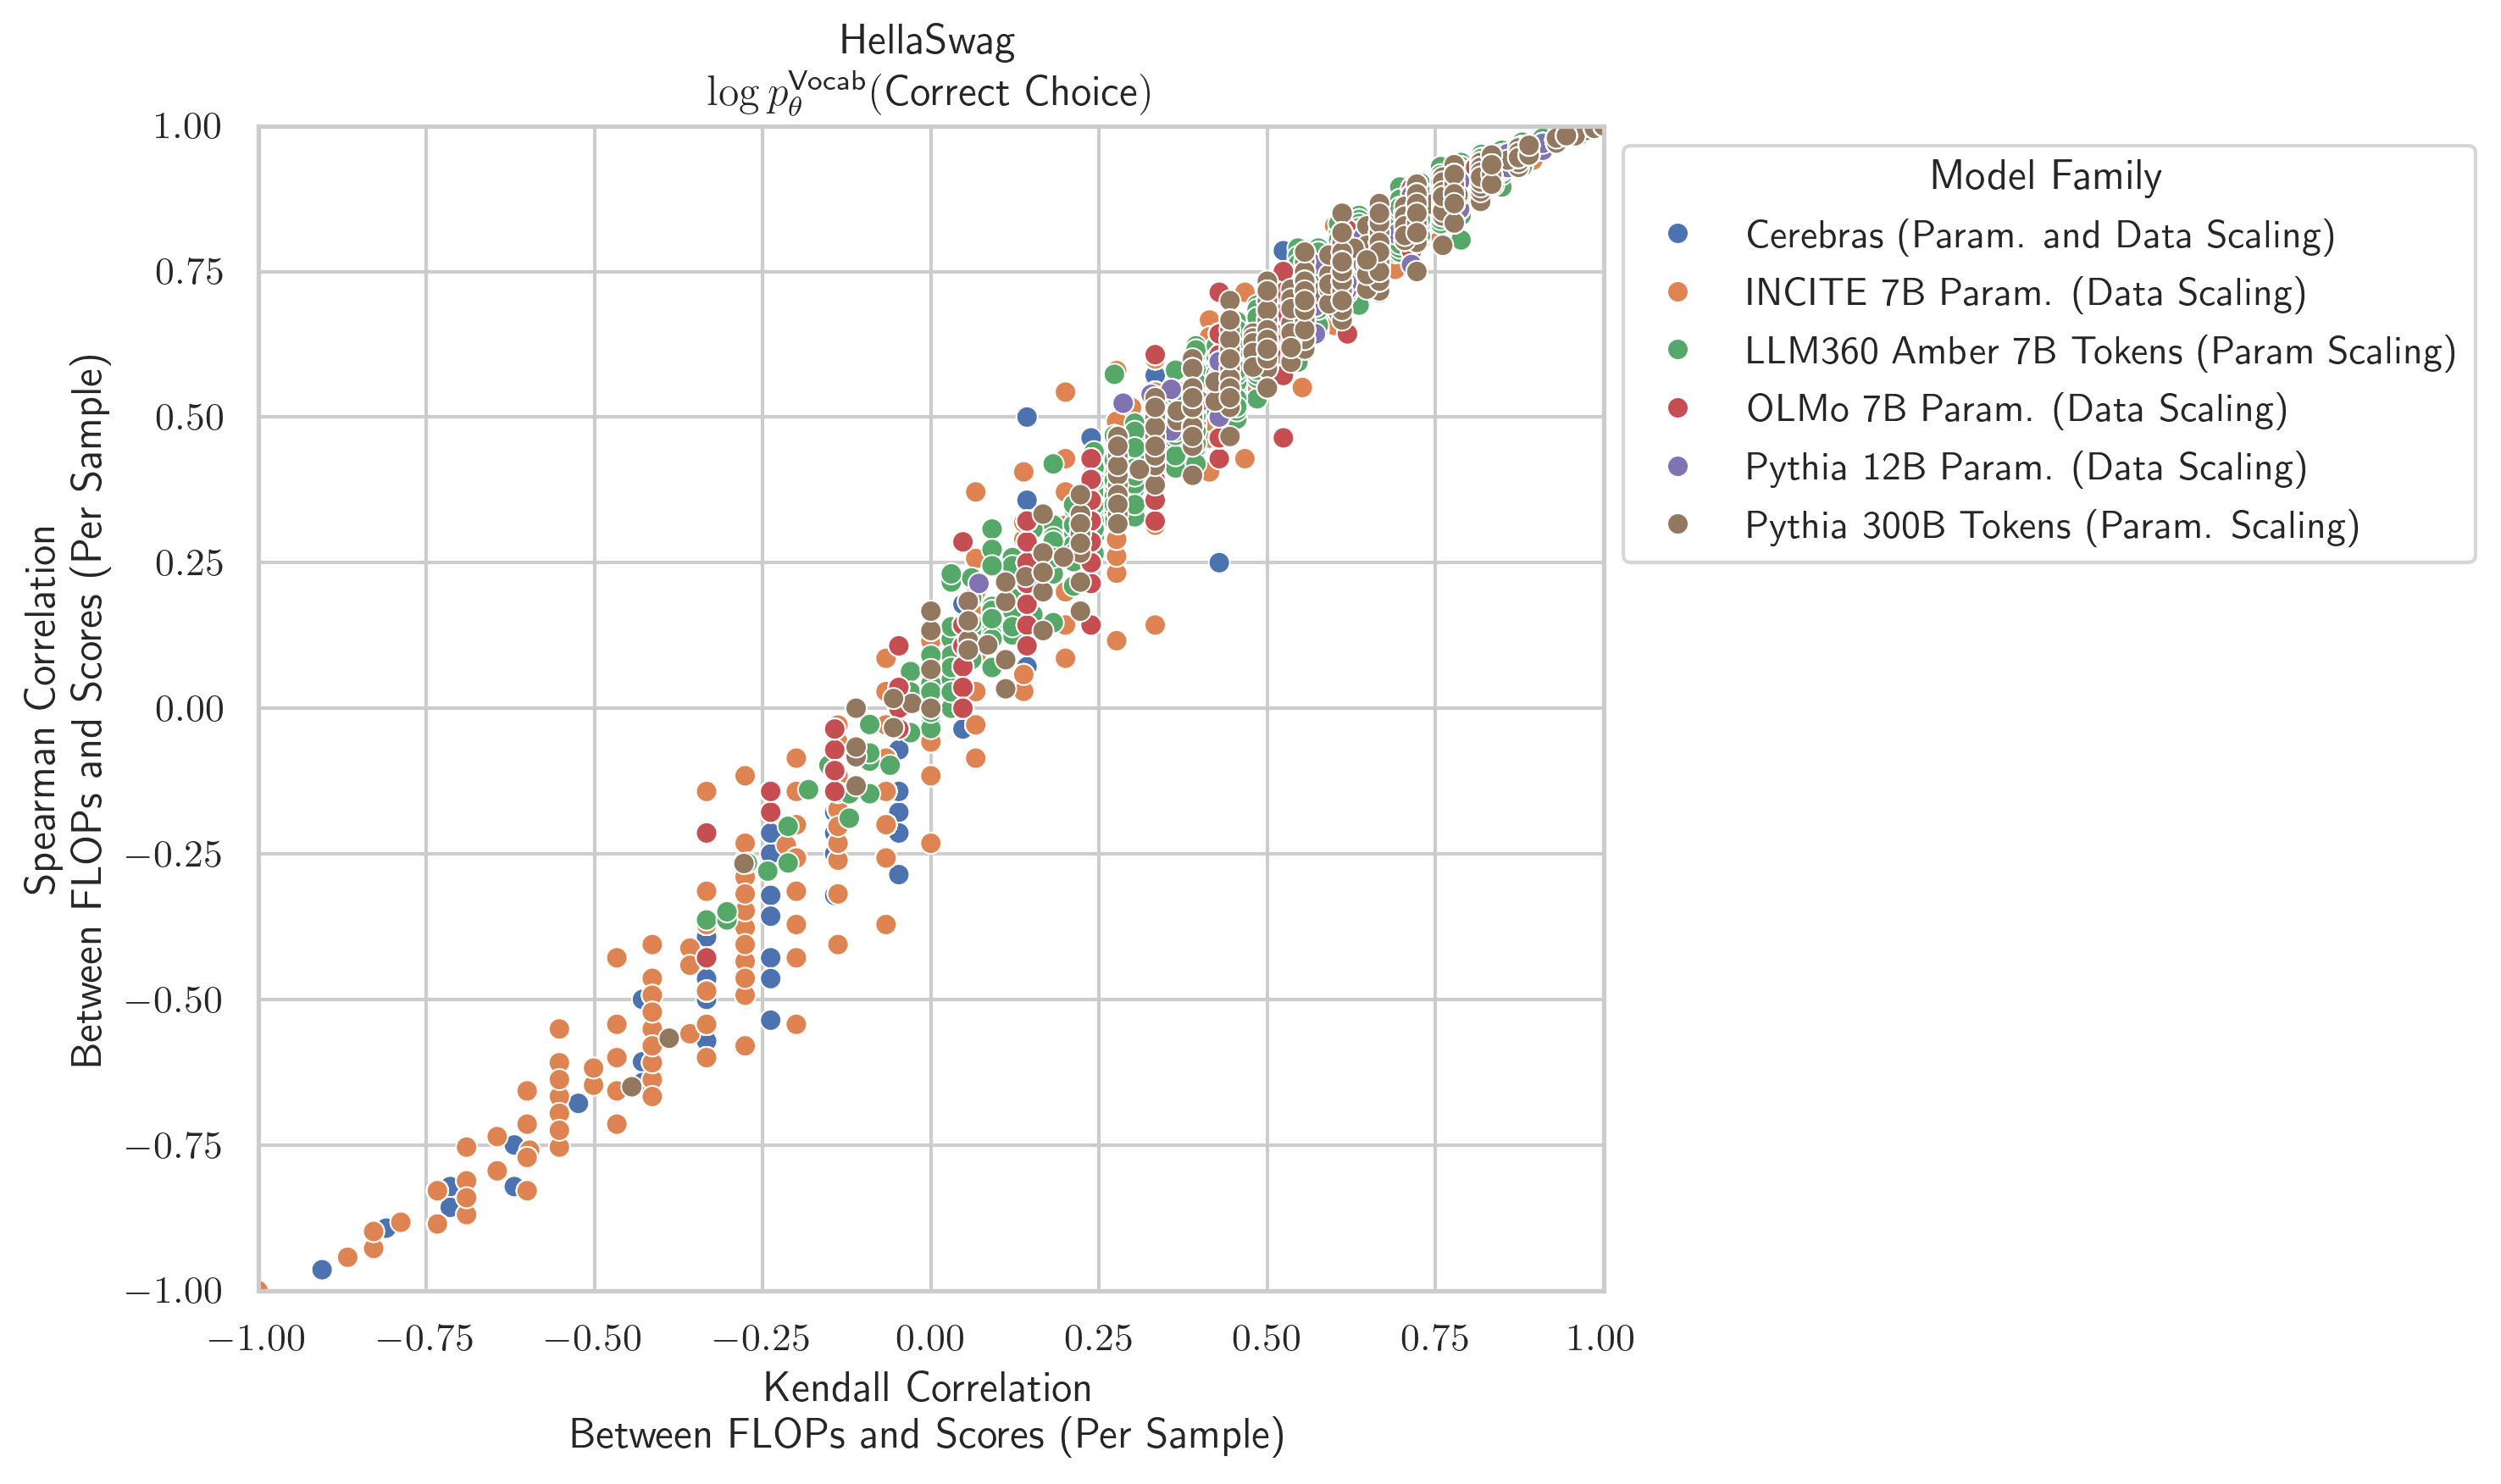 HellaSwag
log p_θ^Vocab(Correct Choice)
1.00
0.75
0.50
0.25
0.00
−0.25
−0.50
−0.75
−1.00
Spearman Correlation
Between FLOPs and Scores (Per Sample)
−1.00 −0.75 −0.50 −0.25 0.00 0.25 0.50 0.75 1.00
Kendall Correlation
Between FLOPs and Scores (Per Sample)
Model Family
Cerebras (Param. and Data Scaling)
INCITE 7B Param. (Data Scaling)
LLM360 Amber 7B Tokens (Param Scaling)
OLMo 7B Param. (Data Scaling)
Pythia 12B Param. (Data Scaling)
Pythia 300B Tokens (Param. Scaling)